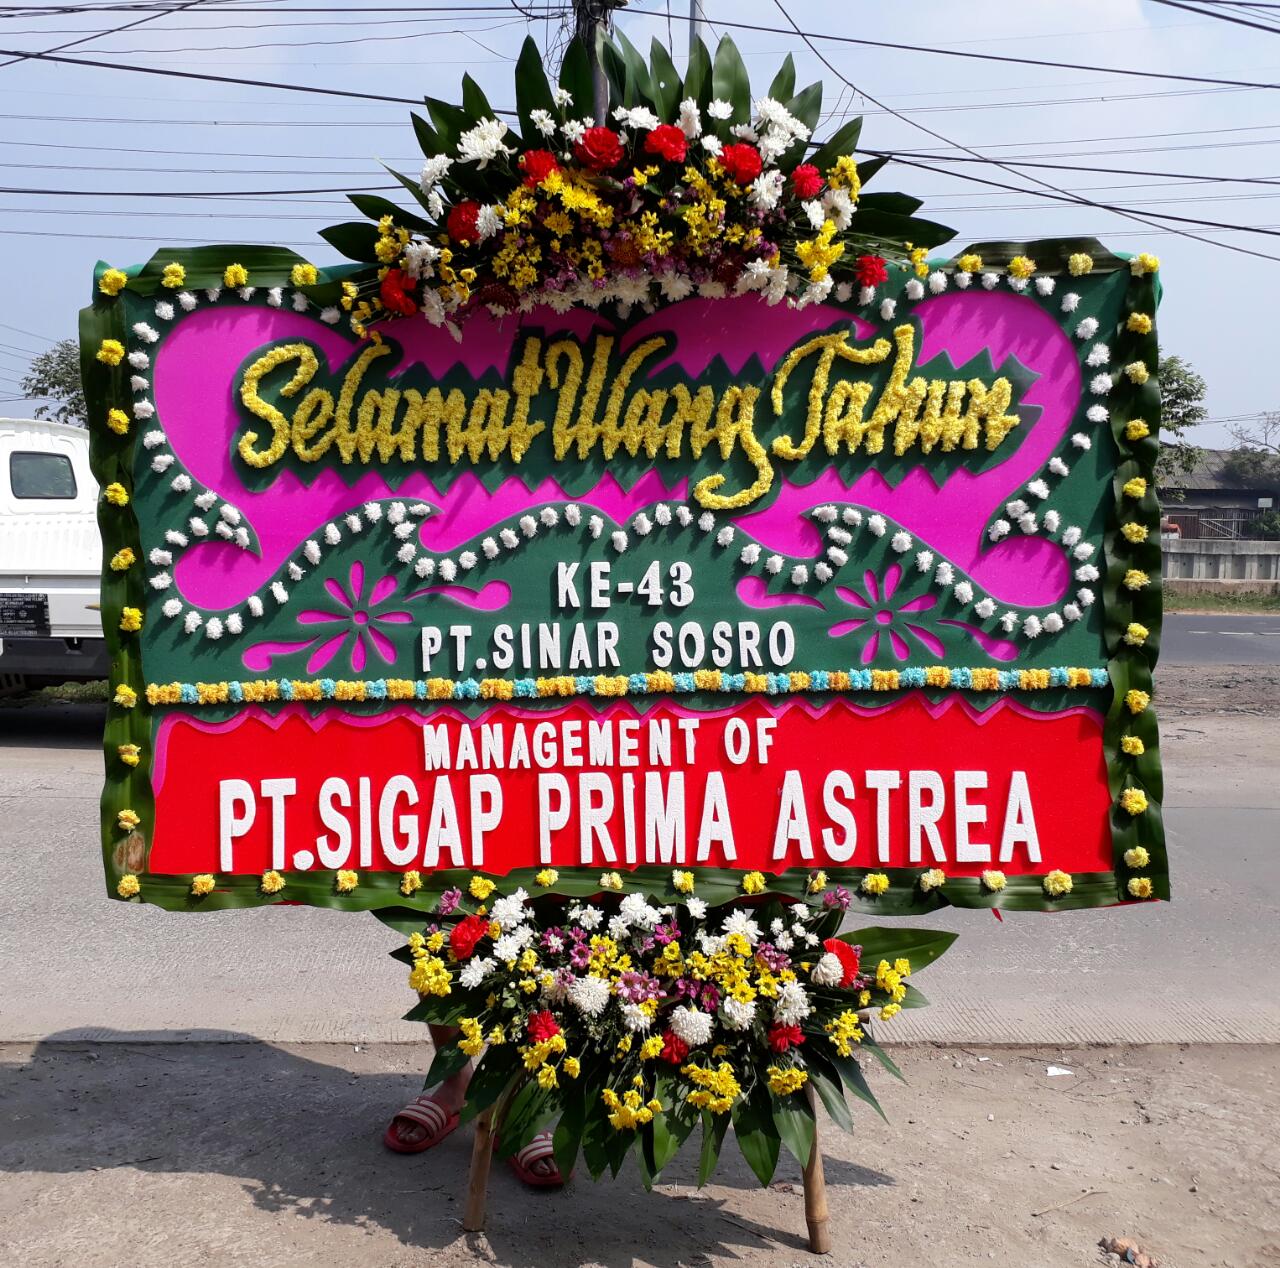 Selamat Ulang Tahun
KE-43
PT.SINAR SOSRO
MANAGEMENT OF
PT.SIGAP PRIMA ASTREA